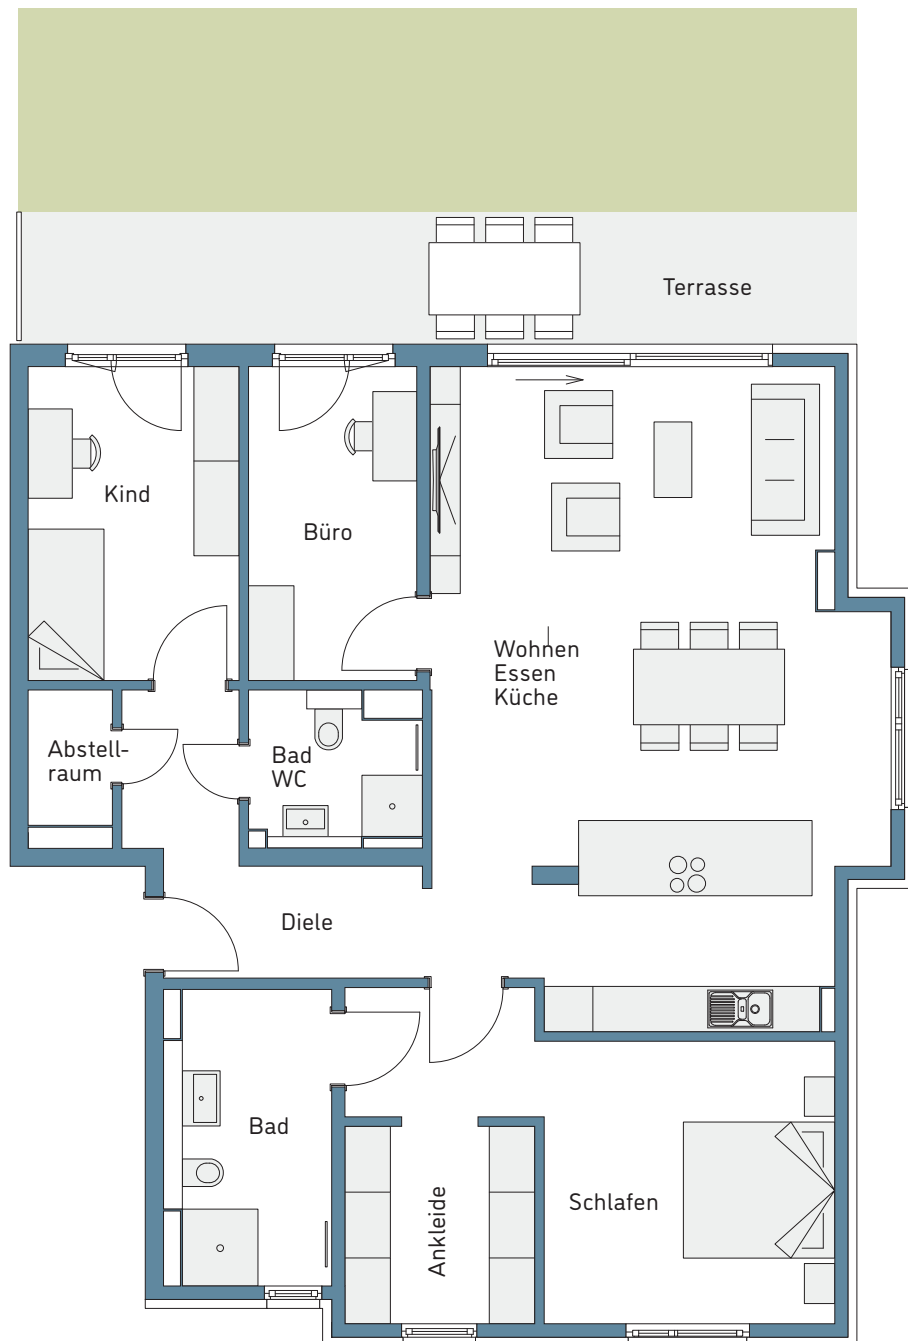 Terrasse
Kind
Büro
Wohnen
Essen
Küche
Abstell-
raum
Bad
WC
Diele
Bad
Ankleide
Schlafen